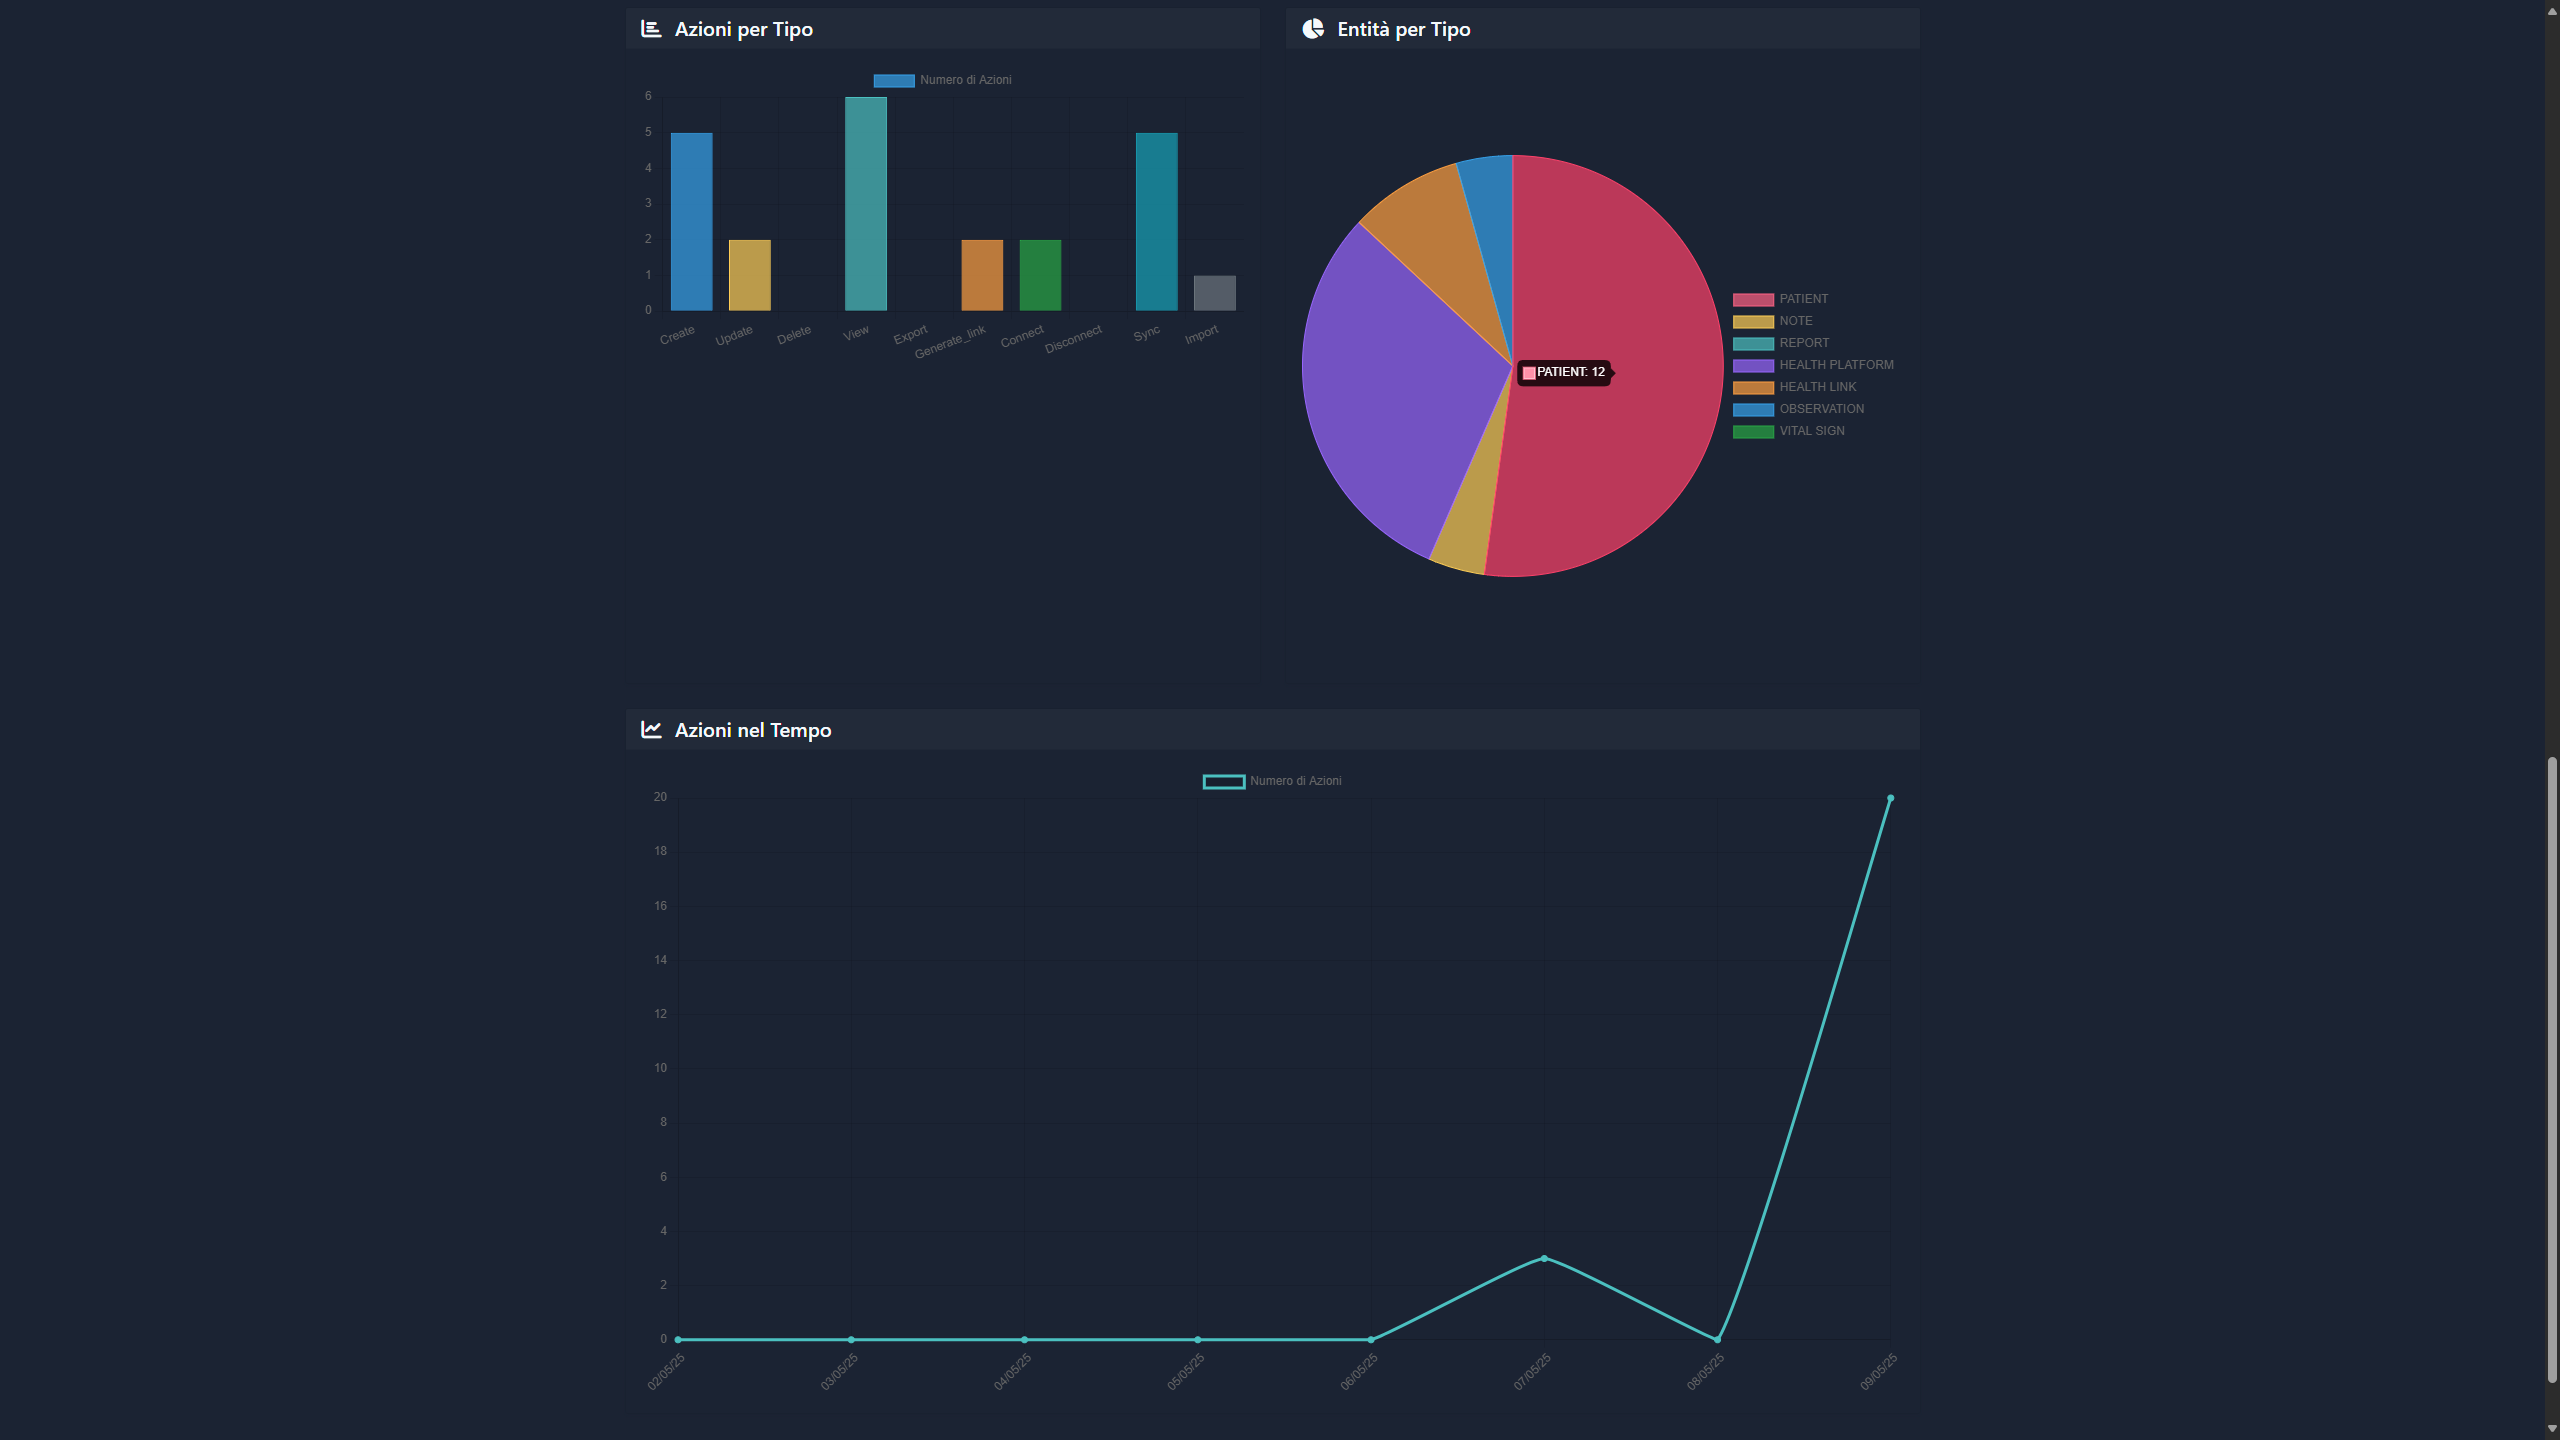 Azioni per Tipo
Numero di Azioni
6
5
4
3
2
1
0
Create
Update
Delete
View
Export
Generate_link
Connect
Disconnect
Sync
Import
Entità per Tipo
PATIENT: 12
PATIENT
NOTE
REPORT
HEALTH PLATFORM
HEALTH LINK
OBSERVATION
VITAL SIGN
Azioni nel Tempo
Numero di Azioni
20
18
16
14
12
10
8
6
4
2
0
02/05/25
03/05/25
04/05/25
05/05/25
06/05/25
07/05/25
08/05/25
09/05/25